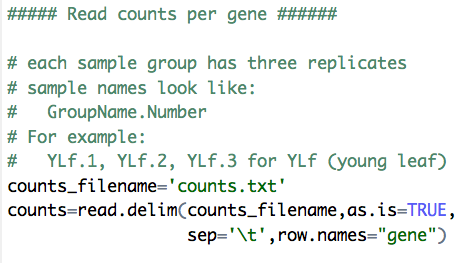 ##### Read counts per gene ######
# each sample group has three replicates
# sample names look like:
#   GroupName.Number
# For example:
#   YLf.1, YLf.2, YLf.3 for YLf (young leaf)
counts_filename='counts.txt'
counts=read.delim(counts_filename,as.is=TRUE,
                  sep='\t',row.names="gene")